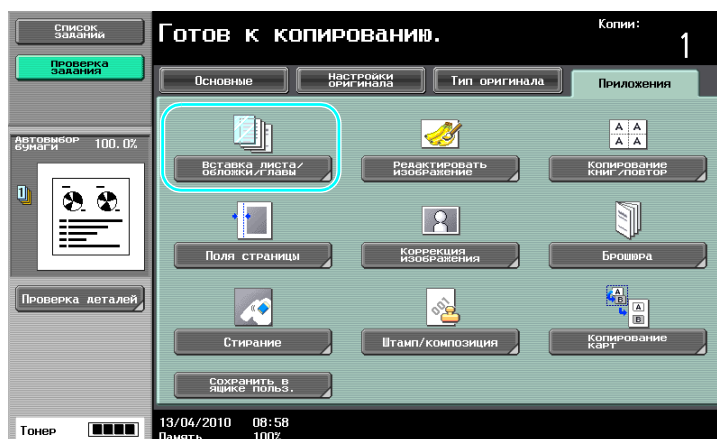 Список
заданий
Готов к копированию.
Копии:
1
Проверка
задания
Основные
Настройки
оригинала
Тип оригинала
Приложения
Автовыбор
бумаги
100.0%
1
Вставка листа/
обложки/главы
Редактировать
изображение
A A
A A
Копирование
книг/повтор
Поля страницы
Коррекция
изображения
Брошюра
Проверка деталей
Стирание
001
Штамп/композиция
A
B
A
B
Копирование
карт
Сохранить в
ящике польз.
Тонер
13/04/2010 08:58
Память 100%